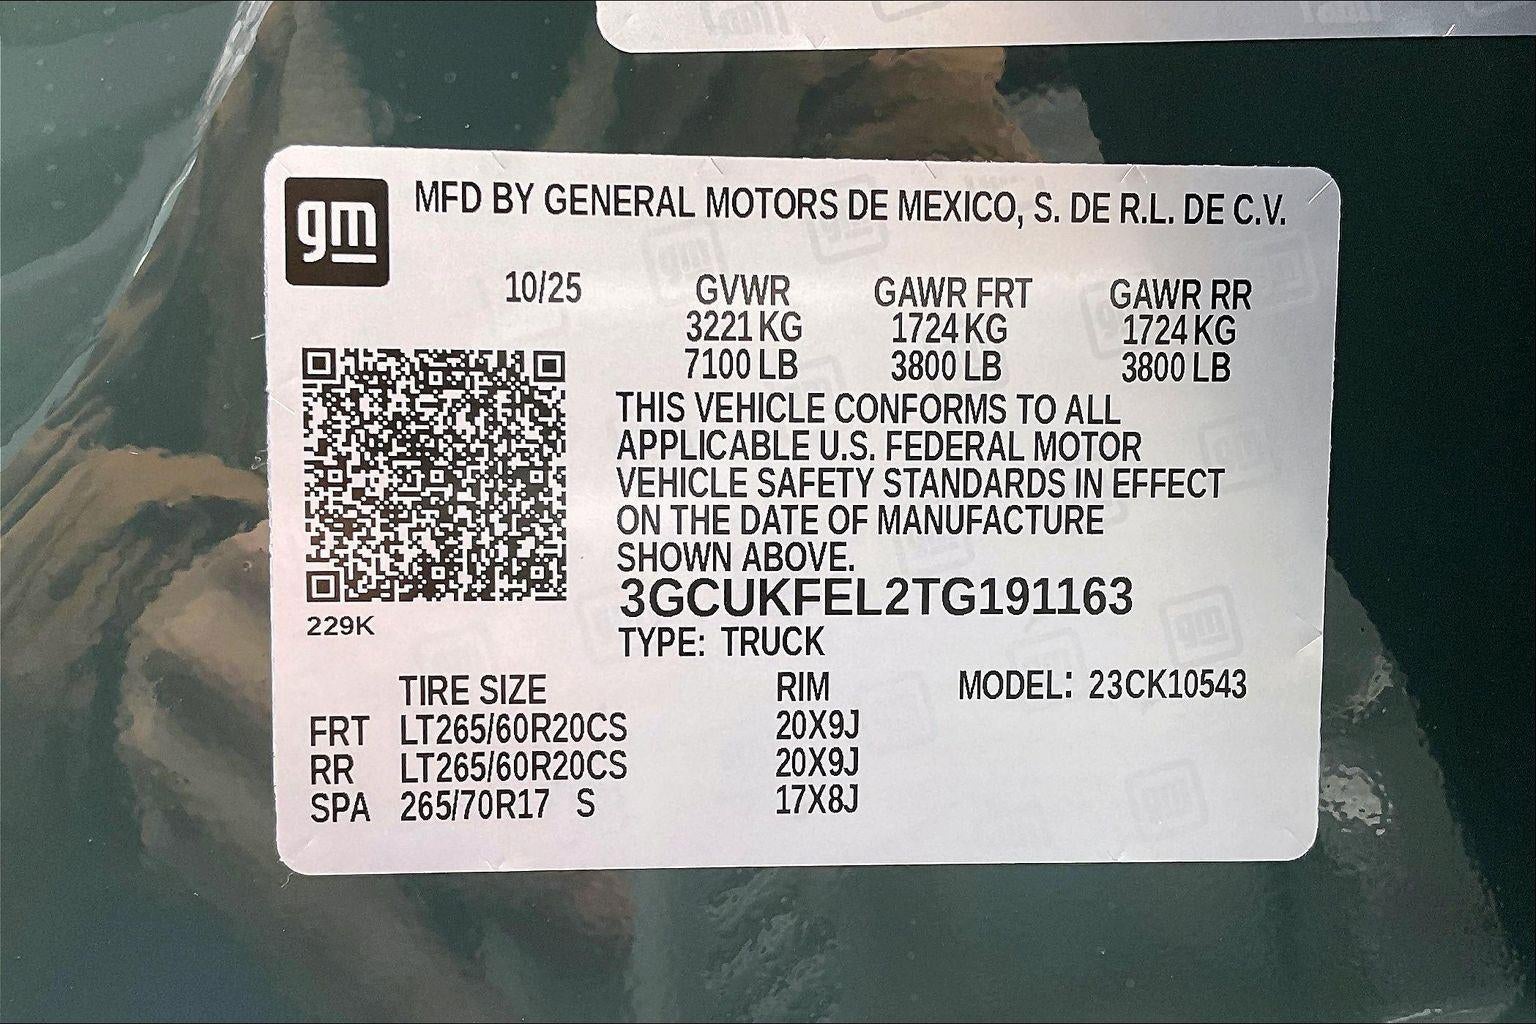 gm MFD BY GENERAL MOTORS DE MEXICO, S. DE R.L. DE C.V.
10/25 GVWR GAWR FRT GAWR RR
3221 KG 1724 KG 1724 KG
7100 LB 3800 LB 3800 LB
THIS VEHICLE CONFORMS TO ALL
APPLICABLE U.S. FEDERAL MOTOR
VEHICLE SAFETY STANDARDS IN EFFECT
ON THE DATE OF MANUFACTURE
SHOWN ABOVE.
3GCUKFEL2TG191163
229K
TYPE: TRUCK
TIRE SIZE RIM MODEL: 23CK10543
FRT LT265/60R20CS 20X9J
RR LT265/60R20CS 20X9J
SPA 265/70R17 S 17X8J